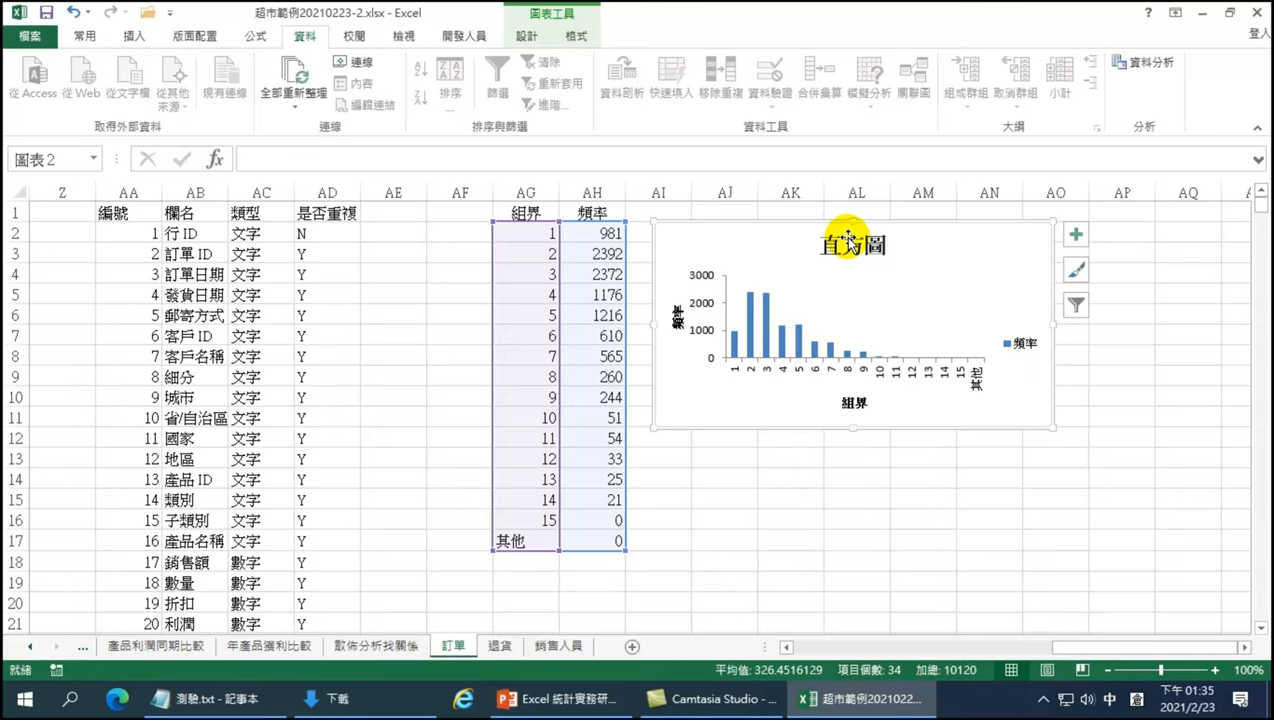 超市範例20210223-2.xlsx - Excel
圖表工具
檔案 常用 插入 版面配置 公式 資料 校閱 檢視 開發人員 設計 格式 登入
從 Access 從 Web 從文字檔 從其他來源 現有連線 全部重新整理 連線 內容 編輯連結 排序 篩選 清除 重新套用 進階... 資料剖析 快速填入 移除重複 資料驗證 合併彙算 模擬分析 關聯圖 組成群組 取消群組 小計 資料分析
取得外部資料 連線 排序與篩選 資料工具 大綱 分析
圖表2 fx
Z AA AB AC AD AE AF AG AH AI AJ AK AL AM AN AO AP AQ
1 編號 欄名 類型 是否重複 組界 頻率
2 1 行 ID 文字 N 1 981
3 2 訂單 ID 文字 Y 2 2392
4 3 訂單日期 文字 Y 3 2372
5 4 發貨日期 文字 Y 4 1176
6 5 郵寄方式 文字 Y 5 1216
7 6 客戶 ID 文字 Y 6 610
8 7 客戶名稱 文字 Y 7 565
9 8 細分 文字 Y 8 260
10 9 城市 文字 Y 9 244
11 10 省/自治區 文字 Y 10 51
12 11 國家 文字 Y 11 54
13 12 地區 文字 Y 12 33
14 13 產品 ID 文字 Y 13 25
15 14 類別 文字 Y 14 21
16 15 子類別 文字 Y 15 0
17 16 產品名稱 文字 Y 其他 0
18 17 銷售額 數字 Y
19 18 數量 數字 Y
20 19 折扣 數字 Y
21 20 利潤 數字 Y
直方圖
3000
2000
1000
0
頻率
1 2 3 4 5 6 7 8 9 10 11 12 13 14 15 其他
組界
頻率
... 產品利潤同期比較 年產品獲利比較 散佈分析找關係 訂單 退貨 銷售人員
就緒 平均值: 326.4516129 項目個數: 34 加總: 10120 100%
測驗.txt - 記事本 下載 Excel 統計實務研... Camtasia Studio - ... 超市範例2021022... 中 下午 01:35
2021/2/23